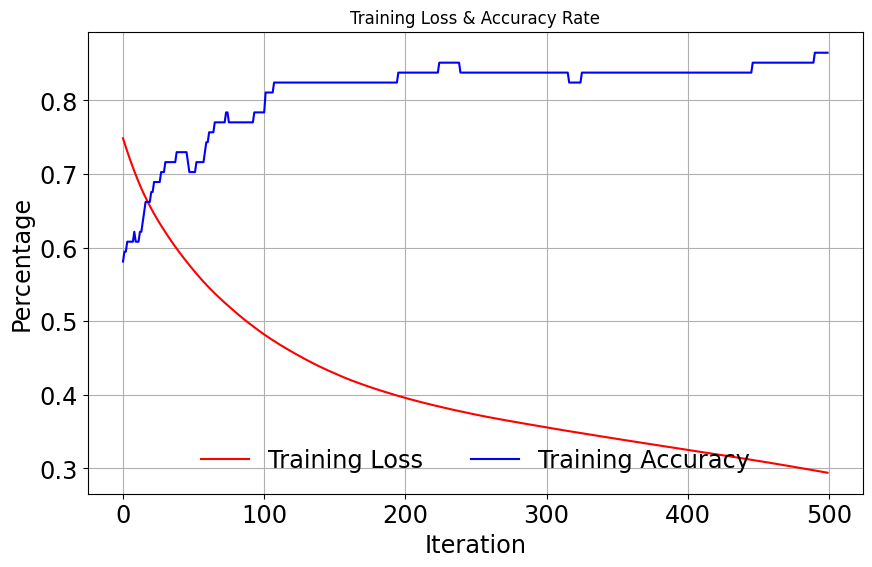 Training Loss & Accuracy Rate
Percentage
0.8
0.7
0.6
0.5
0.4
0.3
Training Loss Training Accuracy
0 100 200 300 400 500
Iteration